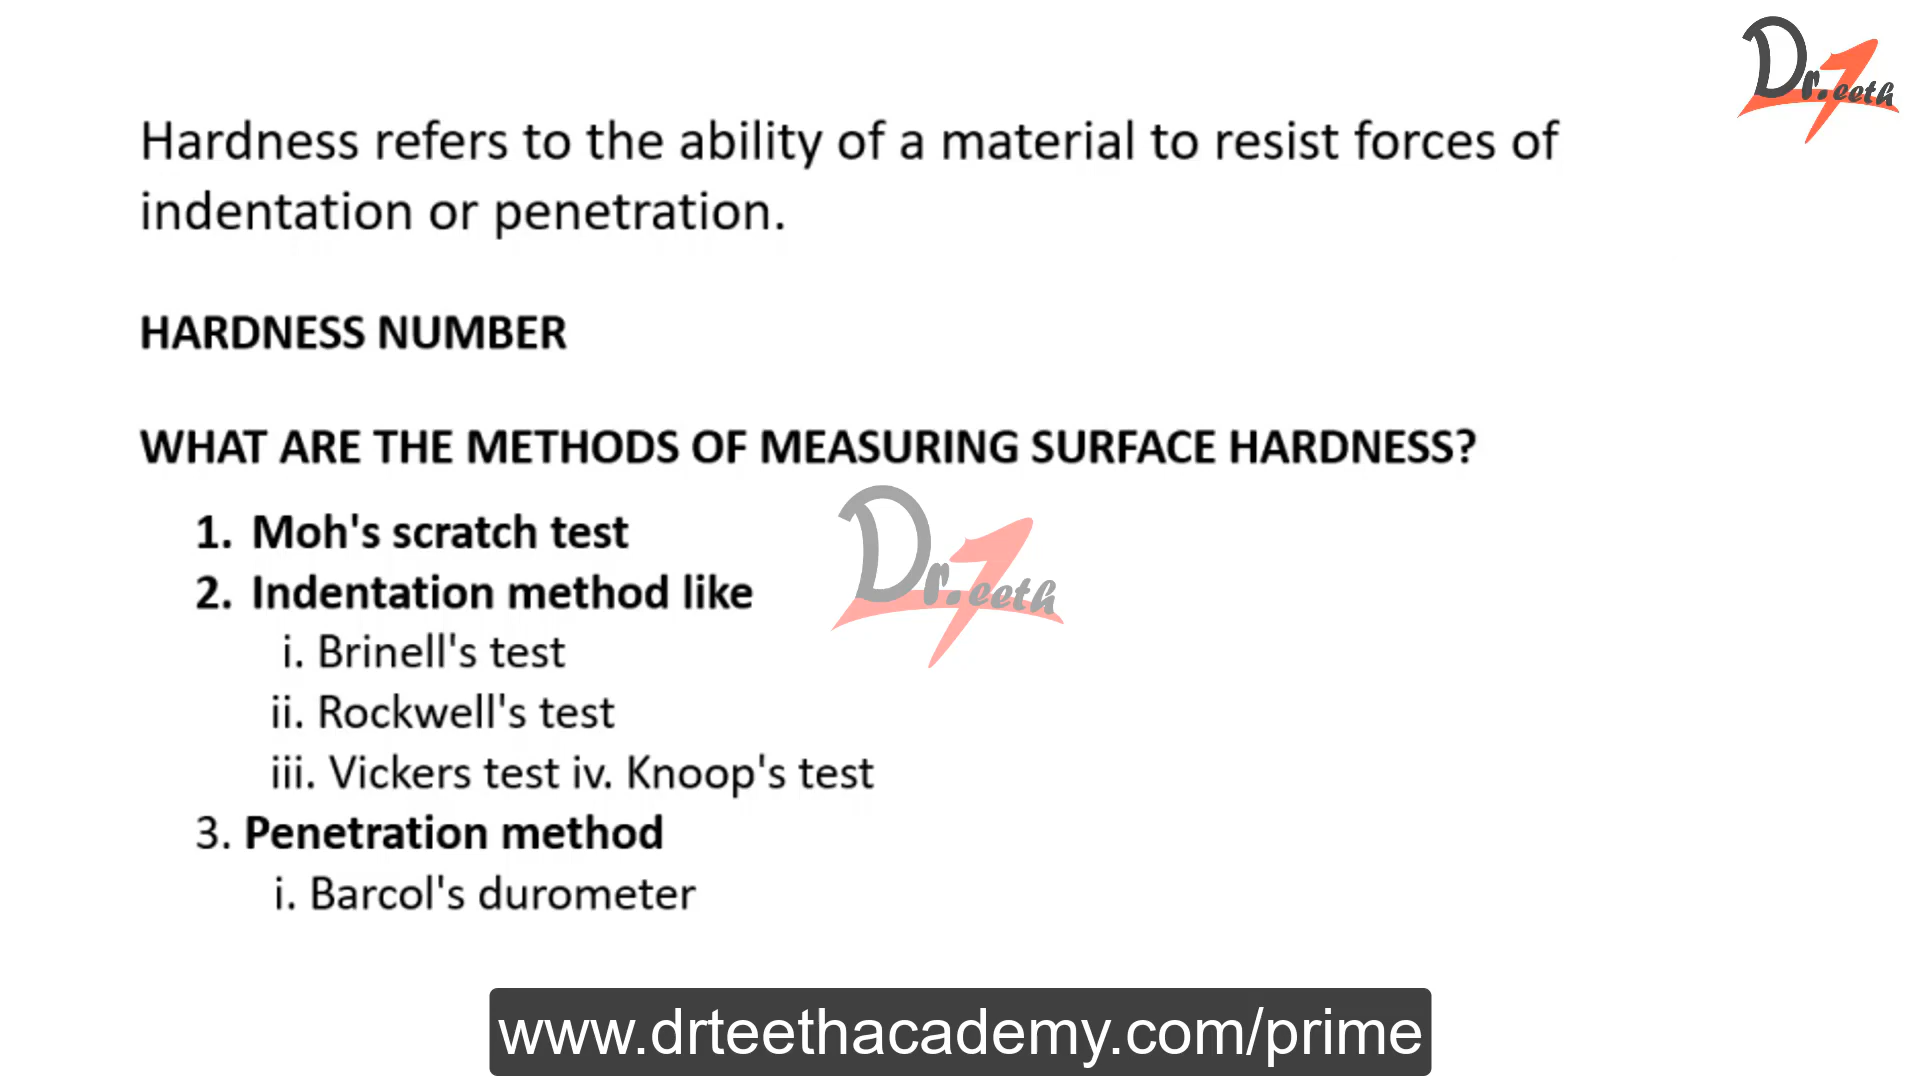 Dr.Teeth
Hardness refers to the ability of a material to resist forces of
indentation or penetration.
HARDNESS NUMBER
WHAT ARE THE METHODS OF MEASURING SURFACE HARDNESS?
1. Moh's scratch test
2. Indentation method like
Dr.Teeth
i. Brinell's test
ii. Rockwell's test
iii. Vickers test iv. Knoop's test
3. Penetration method
i. Barcol's durometer
www.drteethacademy.com/prime